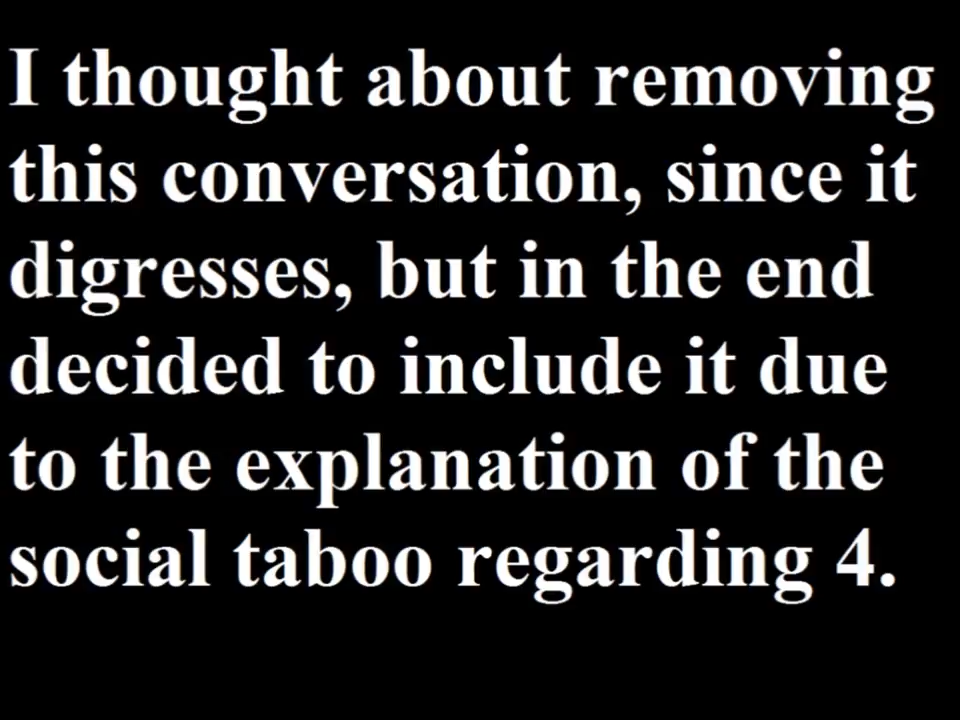 I thought about removing
this conversation, since it
digresses, but in the end
decided to include it due
to the explanation of the
social taboo regarding 4.